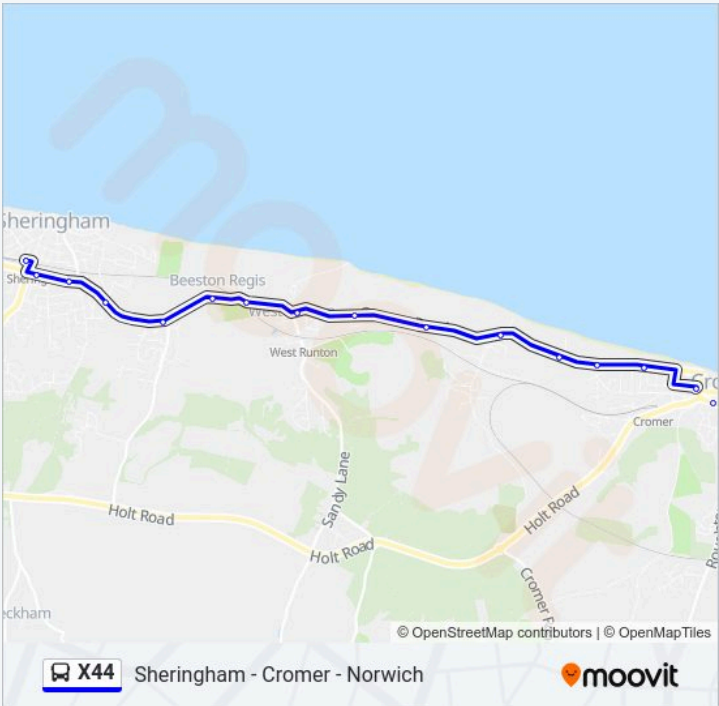 Sheringham
Beeston Regis
West Runton
Cromer
Sandy Lane
Holt Road
Holt Road
Holt Road
© OpenStreetMap contributors | © OpenMapTiles
X44 Sheringham - Cromer - Norwich
moovit